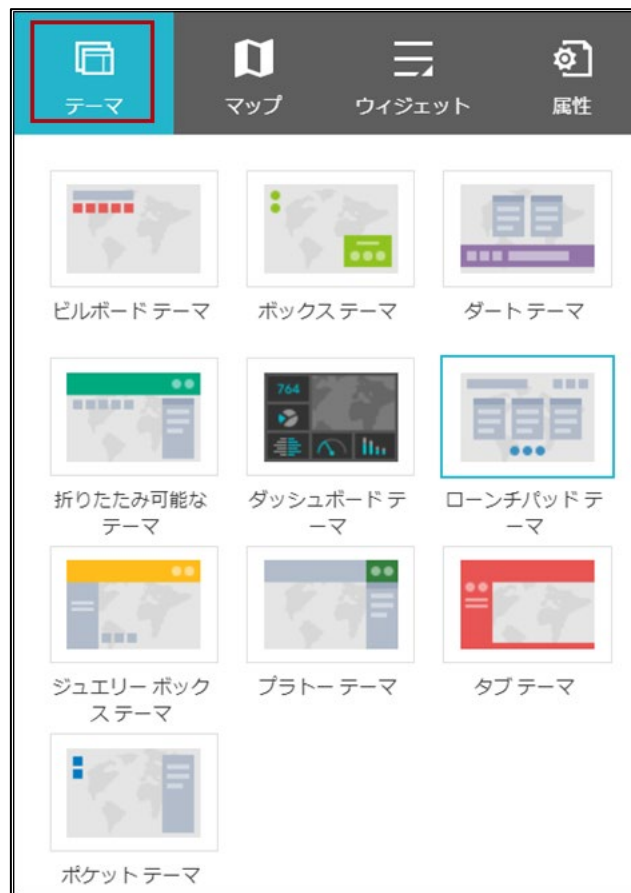 テーマ
マップ
ウィジェット
属性
ビルボード テーマ
ボックス テーマ
ダート テーマ
764
折りたたみ可能な
テーマ
ダッシュボード テ
ーマ
ローンチパッド テ
ーマ
ジュエリー ボック
ス テーマ
プラトー テーマ
タブ テーマ
ポケット テーマ